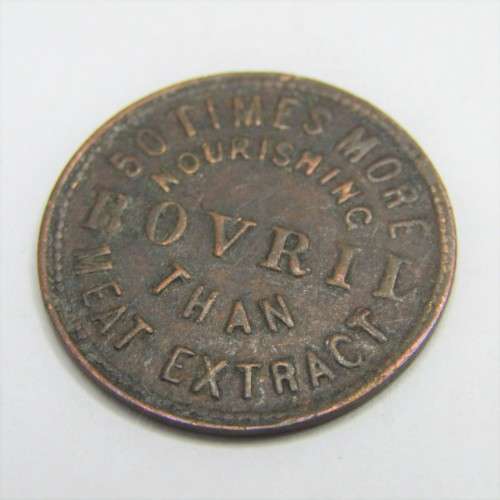 50 TIMES MORE
NOURISHING
BOVRIL
THAN
MEAT EXTRACT